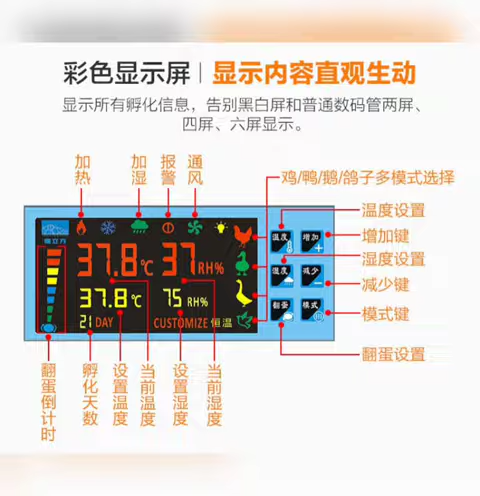 彩色显示屏|显示内容直观生动
显示所有孵化信息，告别黑白屏和普通数码管两屏、
四屏、六屏显示。
加热
加湿
报警
通风
鸡/鸭/鹅/鸽子多模式选择
温度设置
增加键
湿度设置
减少键
模式键
翻蛋设置
37.8℃
37RH%
37.8℃
75 RH%
21 DAY
CUSTOMIZE 恒温
温度
增加
湿度
减少
翻蛋
模式
翻蛋倒计时
孵化天数
设置温度
当前温度
设置湿度
当前湿度